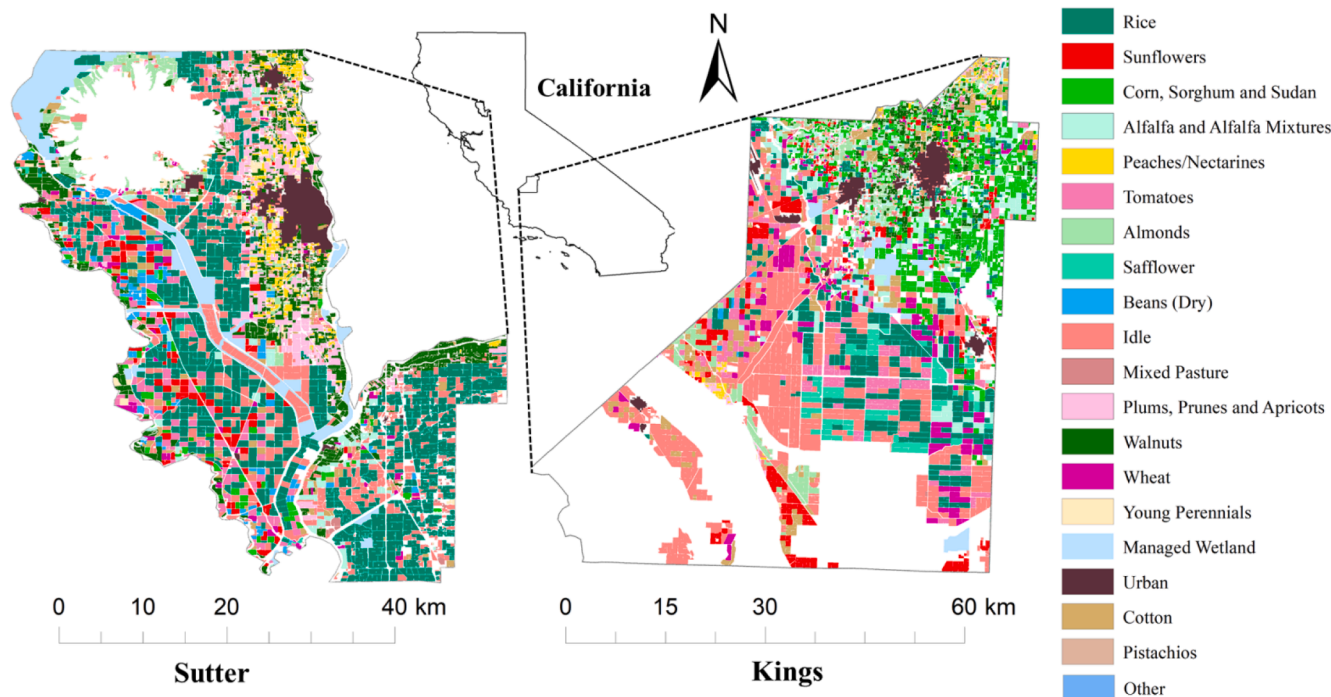 N
California
0 10 20 40 km
Sutter
0 15 30 60 km
Kings
Rice
Sunflowers
Corn, Sorghum and Sudan
Alfalfa and Alfalfa Mixtures
Peaches/Nectarines
Tomatoes
Almonds
Safflower
Beans (Dry)
Idle
Mixed Pasture
Plums, Prunes and Apricots
Walnuts
Wheat
Young Perennials
Managed Wetland
Urban
Cotton
Pistachios
Other